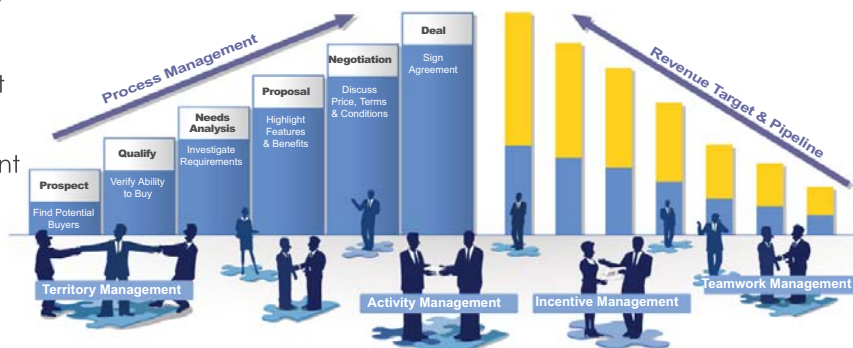 t
ent
Process Management
Revenue Target & Pipeline
Prospect
Find Potential
Buyers
Qualify
Verify Ability
to Buy
Needs
Analysis
Investigate
Requirements
Proposal
Highlight
Features
& Benefits
Negotiation
Discuss
Price, Terms
& Conditions
Deal
Sign
Agreement
Territory Management
Activity Management
Incentive Management
Teamwork Management